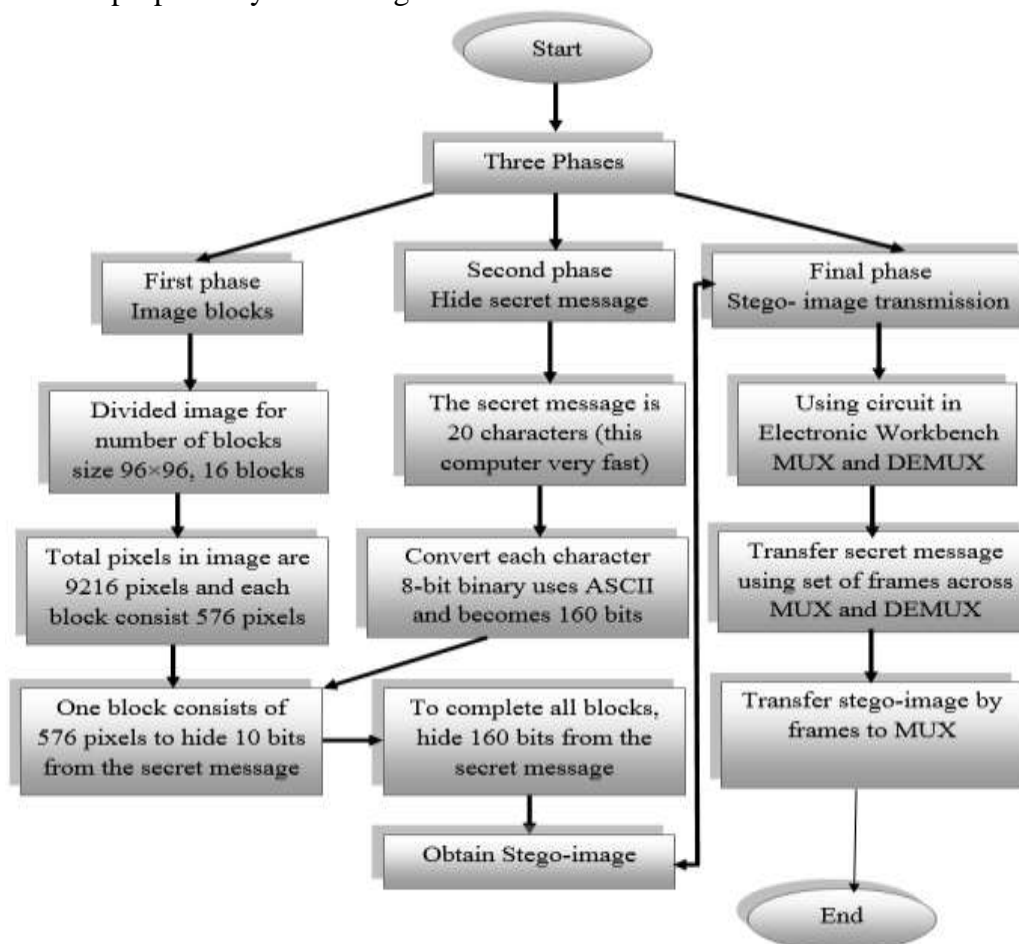 Start
Three Phases
First phase
Image blocks
Second phase
Hide secret message
Final phase
Stego- image transmission
Divided image for
number of blocks
size 96×96, 16 blocks
The secret message is
20 characters (this
computer very fast)
Using circuit in
Electronic Workbench
MUX and DEMUX
Total pixels in image are
9216 pixels and each
block consist 576 pixels
Convert each character
8-bit binary uses ASCII
and becomes 160 bits
Transfer secret message
using set of frames across
MUX and DEMUX
One block consists of
576 pixels to hide 10 bits
from the secret message
To complete all blocks,
hide 160 bits from the
secret message
Transfer stego-image by
frames to MUX
Obtain Stego-image
End